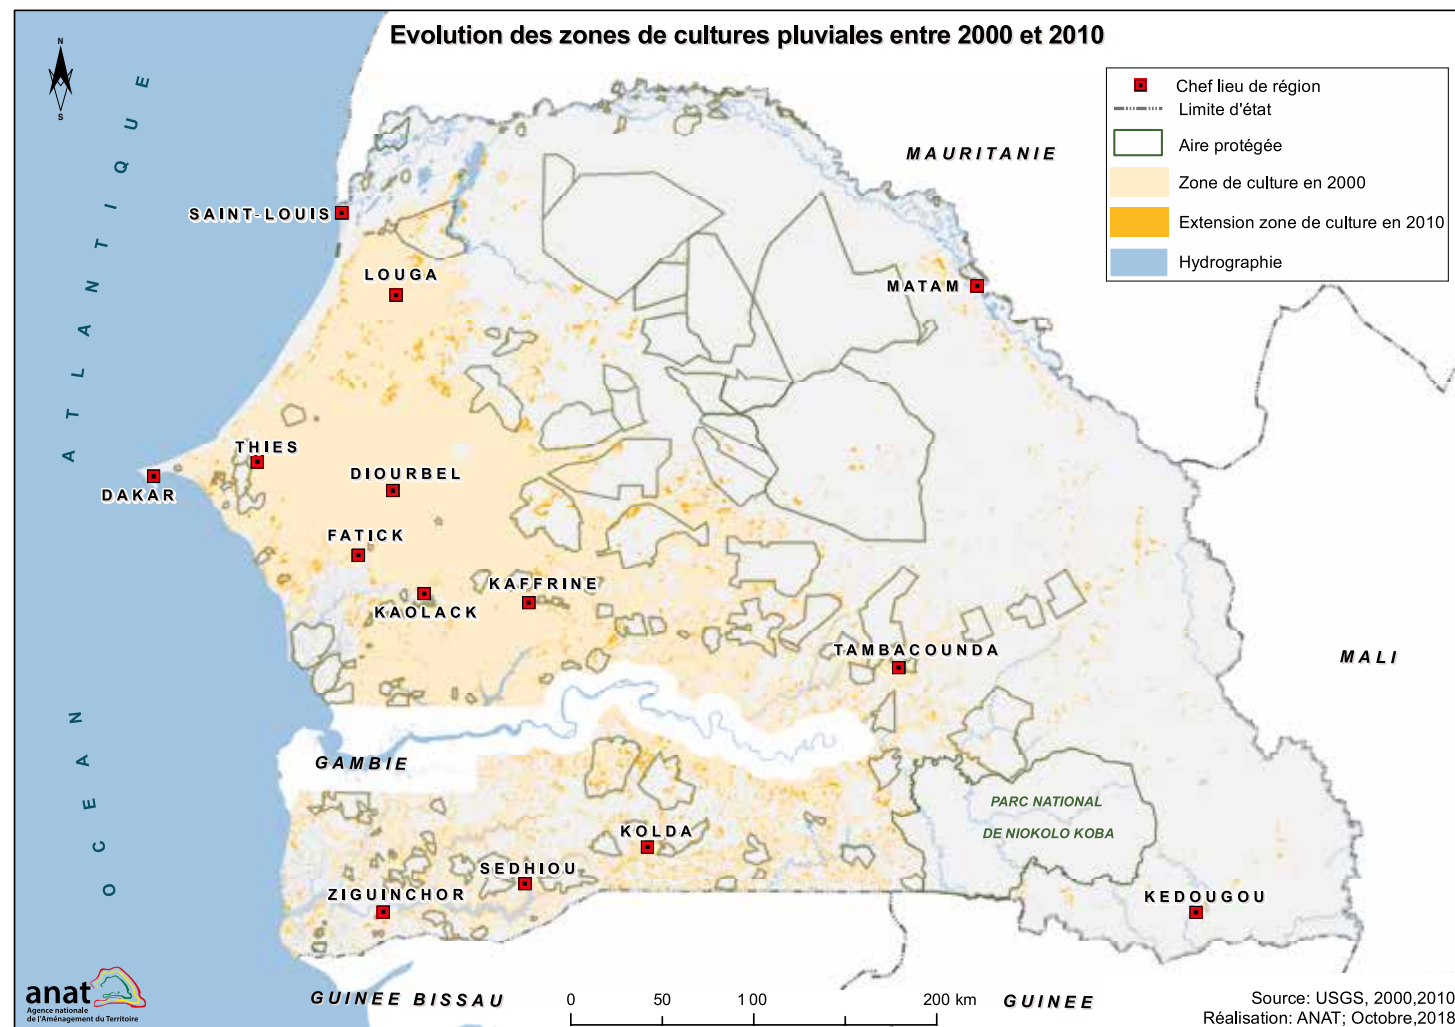 Evolution des zones de cultures pluviales entre 2000 et 2010
N
S
Chef lieu de région
Limite d'état
Aire protégée
Zone de culture en 2000
Extension zone de culture en 2010
Hydrographie
OCEAN ATLANTIQUE
MAURITANIE
SAINT-LOUIS
LOUGA
MATAM
THIES
DAKAR
DIOURBEL
FATICK
KAFFRINE
KAOLACK
TAMBACOUNDA
MALI
GAMBIE
PARC NATIONAL
DE NIOKOLO KOBA
KOLDA
SEDHIOU
ZIGUINCHOR
KEDOUGOU
GUINEE BISSAU
GUINEE
0 50 100 200 km
anat
Agence nationale
de l'Aménagement du Territoire
Source: USGS, 2000,2010
Réalisation: ANAT; Octobre,2018